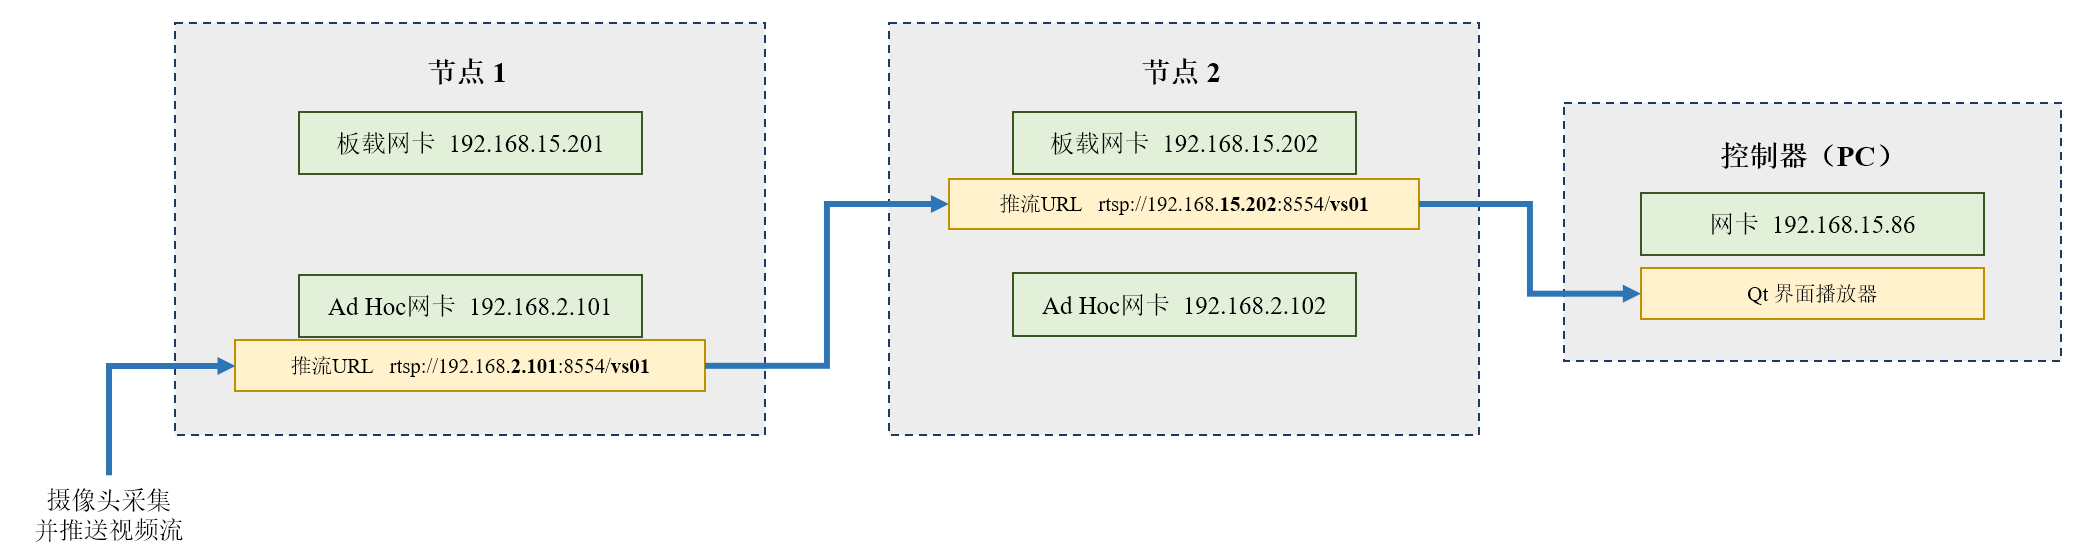 节点 1
板载网卡 192.168.15.201
Ad Hoc网卡 192.168.2.101
推流URL rtsp://192.168.2.101:8554/vs01
摄像头采集
并推送视频流
节点 2
板载网卡 192.168.15.202
推流URL rtsp://192.168.15.202:8554/vs01
Ad Hoc网卡 192.168.2.102
控制器（PC）
网卡 192.168.15.86
Qt 界面播放器